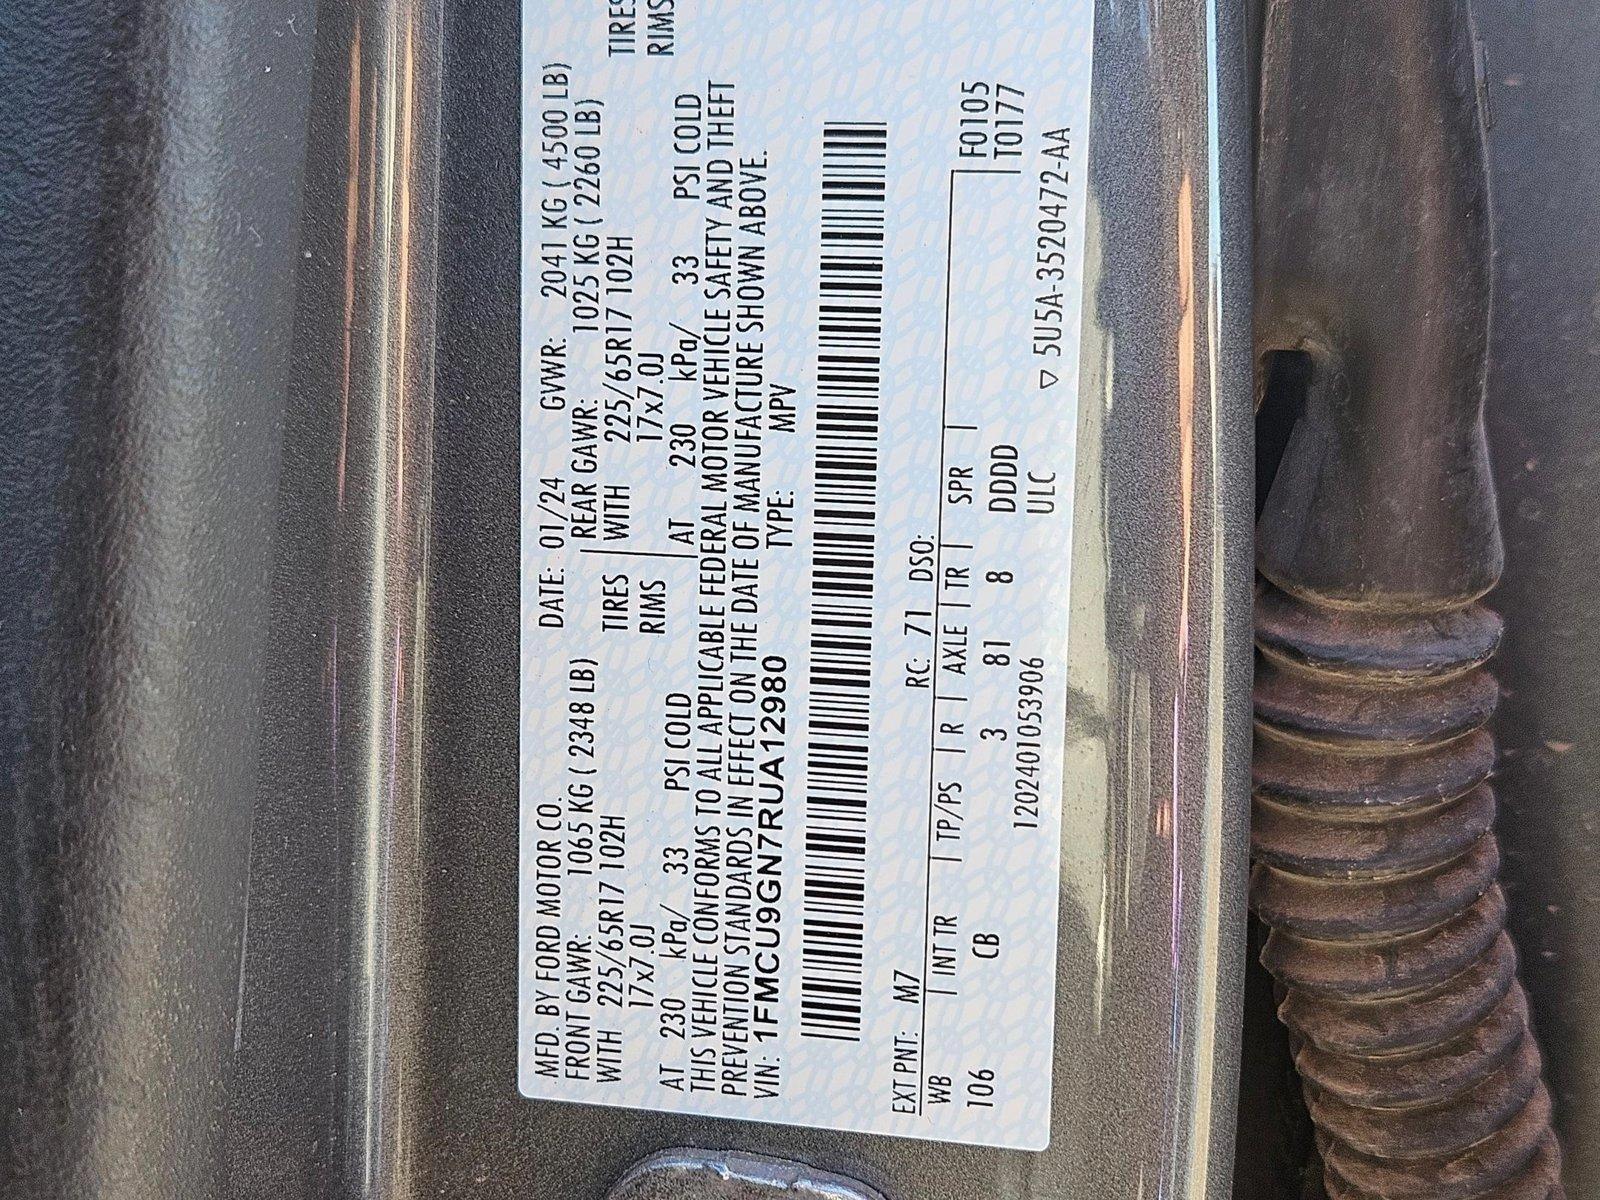 MFD. BY FORD MOTOR CO.
DATE: 01/24 GVWR: 2041 KG ( 4500 LB)
FRONT GAWR: 1065 KG ( 2348 LB)
REAR GAWR: 1025 KG ( 2260 LB)
WITH 225/65R17 102H TIRES
WITH 225/65R17 102H TIRES
17x7.0J RIMS
17x7.0J RIMS
AT 230 kPa/ 33 PSI COLD
AT 230 kPa/ 33 PSI COLD
THIS VEHICLE CONFORMS TO ALL APPLICABLE FEDERAL MOTOR VEHICLE SAFETY AND THEFT
PREVENTION STANDARDS IN EFFECT ON THE DATE OF MANUFACTURE SHOWN ABOVE.
VIN: 1FMCU9GN7RUA12980 TYPE: MPV
EXT PNT: M7 RC: 71 DSO:
WB | INT TR | TP/PS | R | AXLE | TR | SPR | F0105
106 CB 3 81 8 DDDD T0177
1202401053906 ULC ▽ 5U5A-3520472-AA